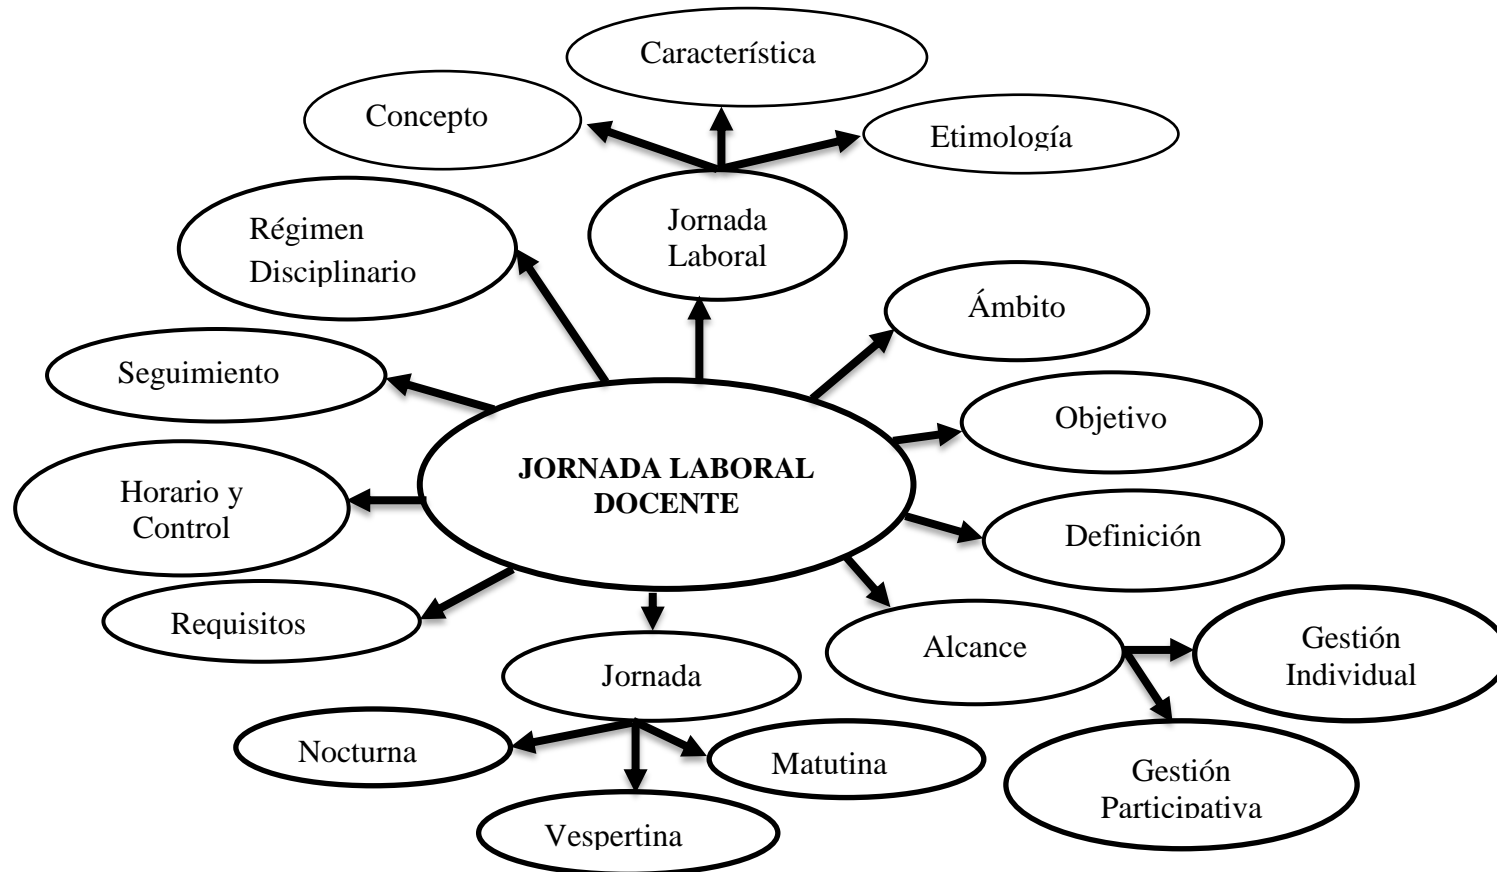 Característica
Concepto
Etimología
Jornada
Laboral
Régimen
Disciplinario
Ámbito
Seguimiento
Objetivo
JORNADA LABORAL
DOCENTE
Horario y
Control
Definición
Requisitos
Alcance
Gestión
Individual
Jornada
Nocturna
Matutina
Vespertina
Gestión
Participativa